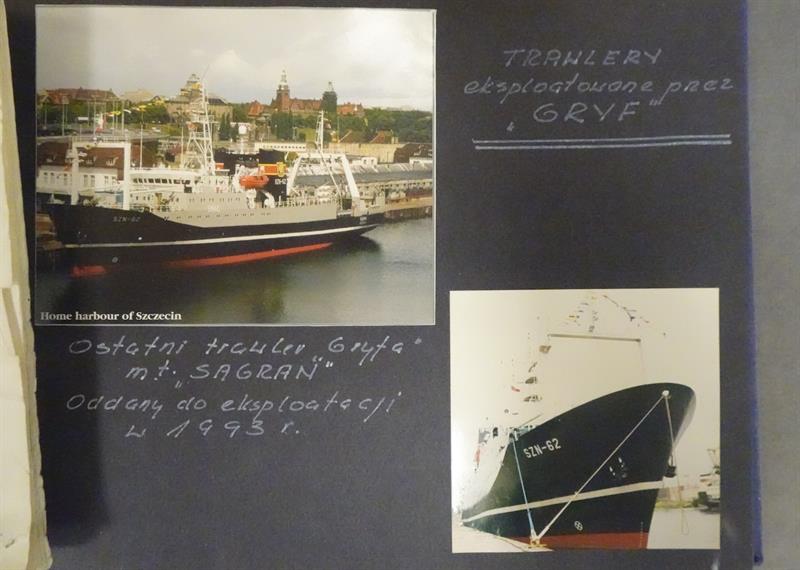 TRAWLERY
eksploatowane przez
"GRYF"
SZN-62
Home harbour of Szczecin
Ostatni trawler "Gryfa"
m.t. "SAGRAŃ"
Oddany do eksploatacji
w 1993 r.
SZN-62